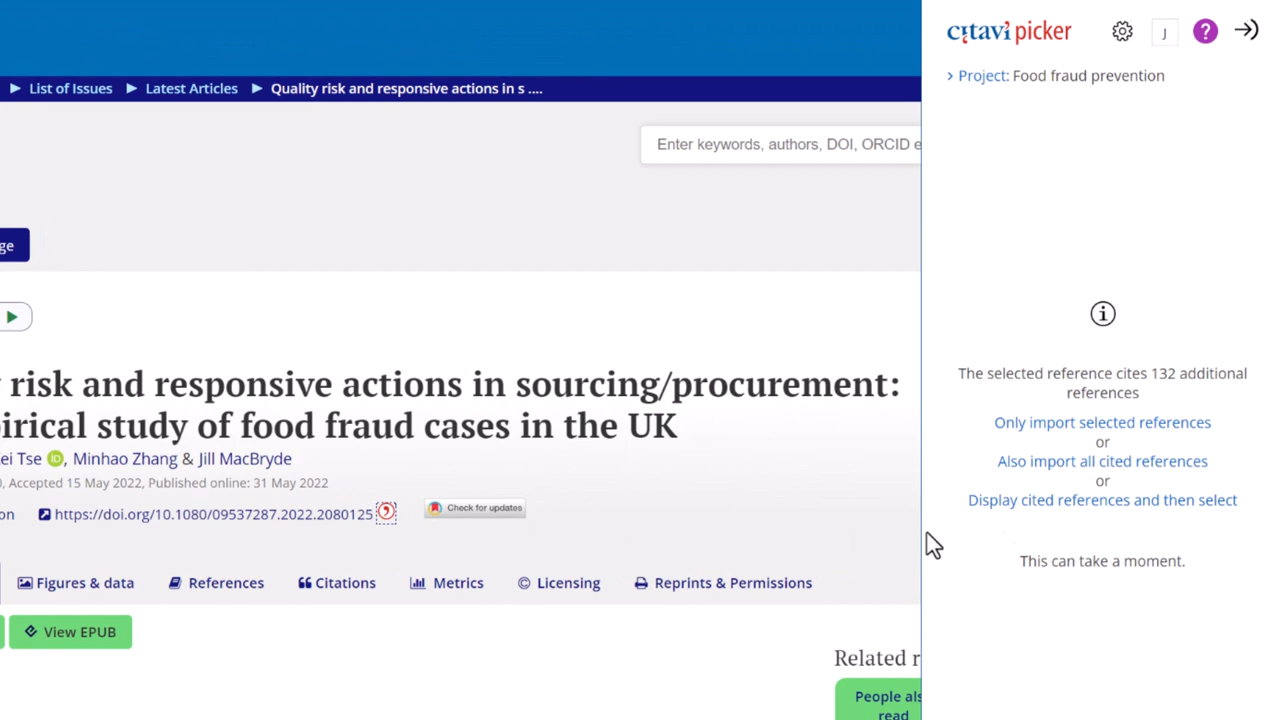 List of Issues
Latest Articles
Quality risk and responsive actions in s ....
Enter keywords, authors, DOI, ORCID e
ge
risk and responsive actions in sourcing/procurement:
irical study of food fraud cases in the UK
ei Tse iD, Minhao Zhang & Jill MacBryde
, Accepted 15 May 2022, Published online: 31 May 2022
on https://doi.org/10.1080/09537287.2022.2080125
Check for updates
Figures & data
References
Citations
Metrics
© Licensing
Reprints & Permissions
View EPUB
Related r
People als
read
citavi picker
J
?
Project: Food fraud prevention
The selected reference cites 132 additional
references
Only import selected references
or
Also import all cited references
or
Display cited references and then select
This can take a moment.